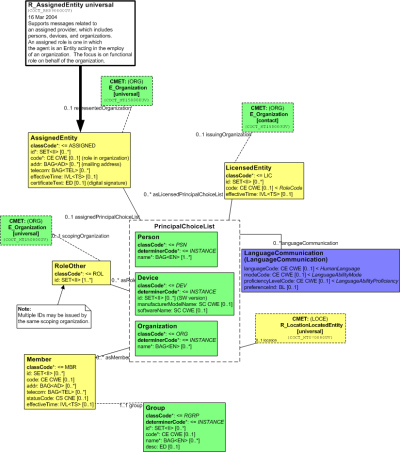 R_AssignedEntity universal
16 Mar 2004
Supports messages related to
an assigned provider, which includes
persons, devices, and organizations.
An assigned role is one in which
the agent is an Entity acting in the employ
of an organization . The focus is on functional
role on behalf of the organization.
CMET: (ORG)
E_Organization
[universal]
0..1 representedOrganization
CMET: (ORG)
E_Organization
[contact]
0..1 issuingOrganization
AssignedEntity
classCode*: <= ASSIGNED
id*: SET<II> [0..*]
code*: CE CWE [0..1] (role in organization)
addr: BAG<AD> [0..*] (mailing address)
telecom: BAG<TEL> [0..*]
effectiveTime: IVL<TS> [0..1]
certificateText: ED [0..1] (digital signature)
LicensedEntity
classCode*: <= LIC
id: SET<II> [0..*]
code: CE CWE [0..1] < RoleCode
effectiveTime: IVL<TS> [0..1]
0..* asLicensedPrincipalChoiceList
0..1 assignedPrincipalChoiceList
CMET: (ORG)
E_Organization
[universal]
0..1 scopingOrganization
PrincipalChoiceList
Person
classCode*: <= PSN
determinerCode*: <= INSTANCE
name*: BAG<EN> [1..*]
0..* languageCommunication
LanguageCommunication
(LanguageCommunication)
languageCode: CE CWE [0..1] < HumanLanguage
modeCode: CE CWE [0..1] < LanguageAbilityMode
proficiencyLevelCode: CE CWE [0..1] < LanguageAbilityProficiency
preferenceInd: BL [0..1]
RoleOther
classCode*: <= ROL
id*: SET<II> [1..*]
Device
classCode*: <= DEV
determinerCode*: <= INSTANCE
id: SET<II> [0..*] (SW version)
manufacturerModelName: SC CWE [0..1]
softwareName: SC CWE [0..1]
Note:
Multiple IDs may be issued by
the same scoping organization.
Organization
classCode*: <= ORG
determinerCode*: <= INSTANCE
name*: BAG<EN> [0..*]
CMET: (LOCE)
R_LocationLocatedEntity
[universal]
0..* asMember
Member
classCode*: <= MBR
id: SET<II> [0..*]
code: CE CWE [0..1]
addr: BAG<AD> [0..*]
telecom: BAG<TEL> [0..*]
statusCode: CS CNE [0..1]
effectiveTime: IVL<TS> [0..1]
1..1 group
Group
classCode*: <= RGRP
determinerCode*: <= INSTANCE
id*: SET<II> [0..*]
code*: CE CWE [0..1]
name*: BAG<EN> [0..*]
desc: ED [0..1]